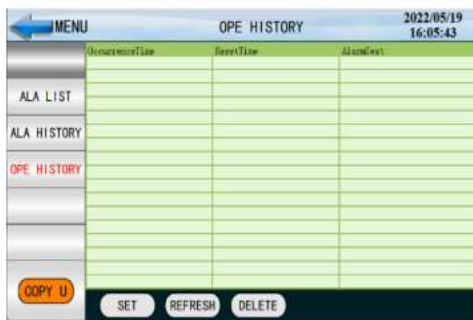 MENU
OPE HISTORY
2022/05/19
16:05:43
OccurrenceTime ResetTime AlarmText
ALA LIST
ALA HISTORY
OPE HISTORY
COPY U
SET REFRESH DELETE